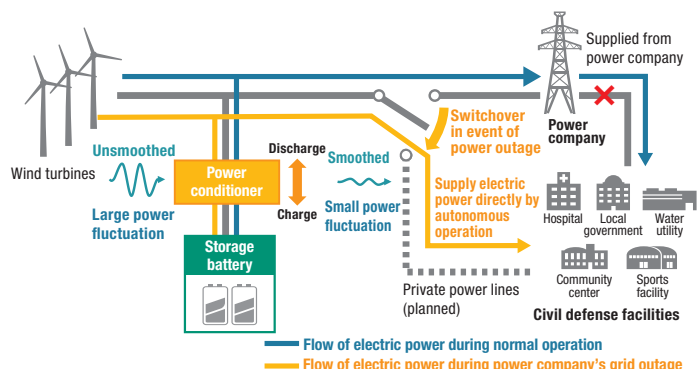 Supplied from
power company
Wind turbines
Unsmoothed
Large power
fluctuation
Power
conditioner
Discharge
Charge
Smoothed
Small power
fluctuation
Storage
battery
Switchover
in event of
power outage
Supply electric
power directly by
autonomous
operation
Power
company
Hospital
Local
government
Water
utility
Community
center
Sports
facility
Private power lines
(planned)
Civil defense facilities
Flow of electric power during normal operation
Flow of electric power during power company's grid outage